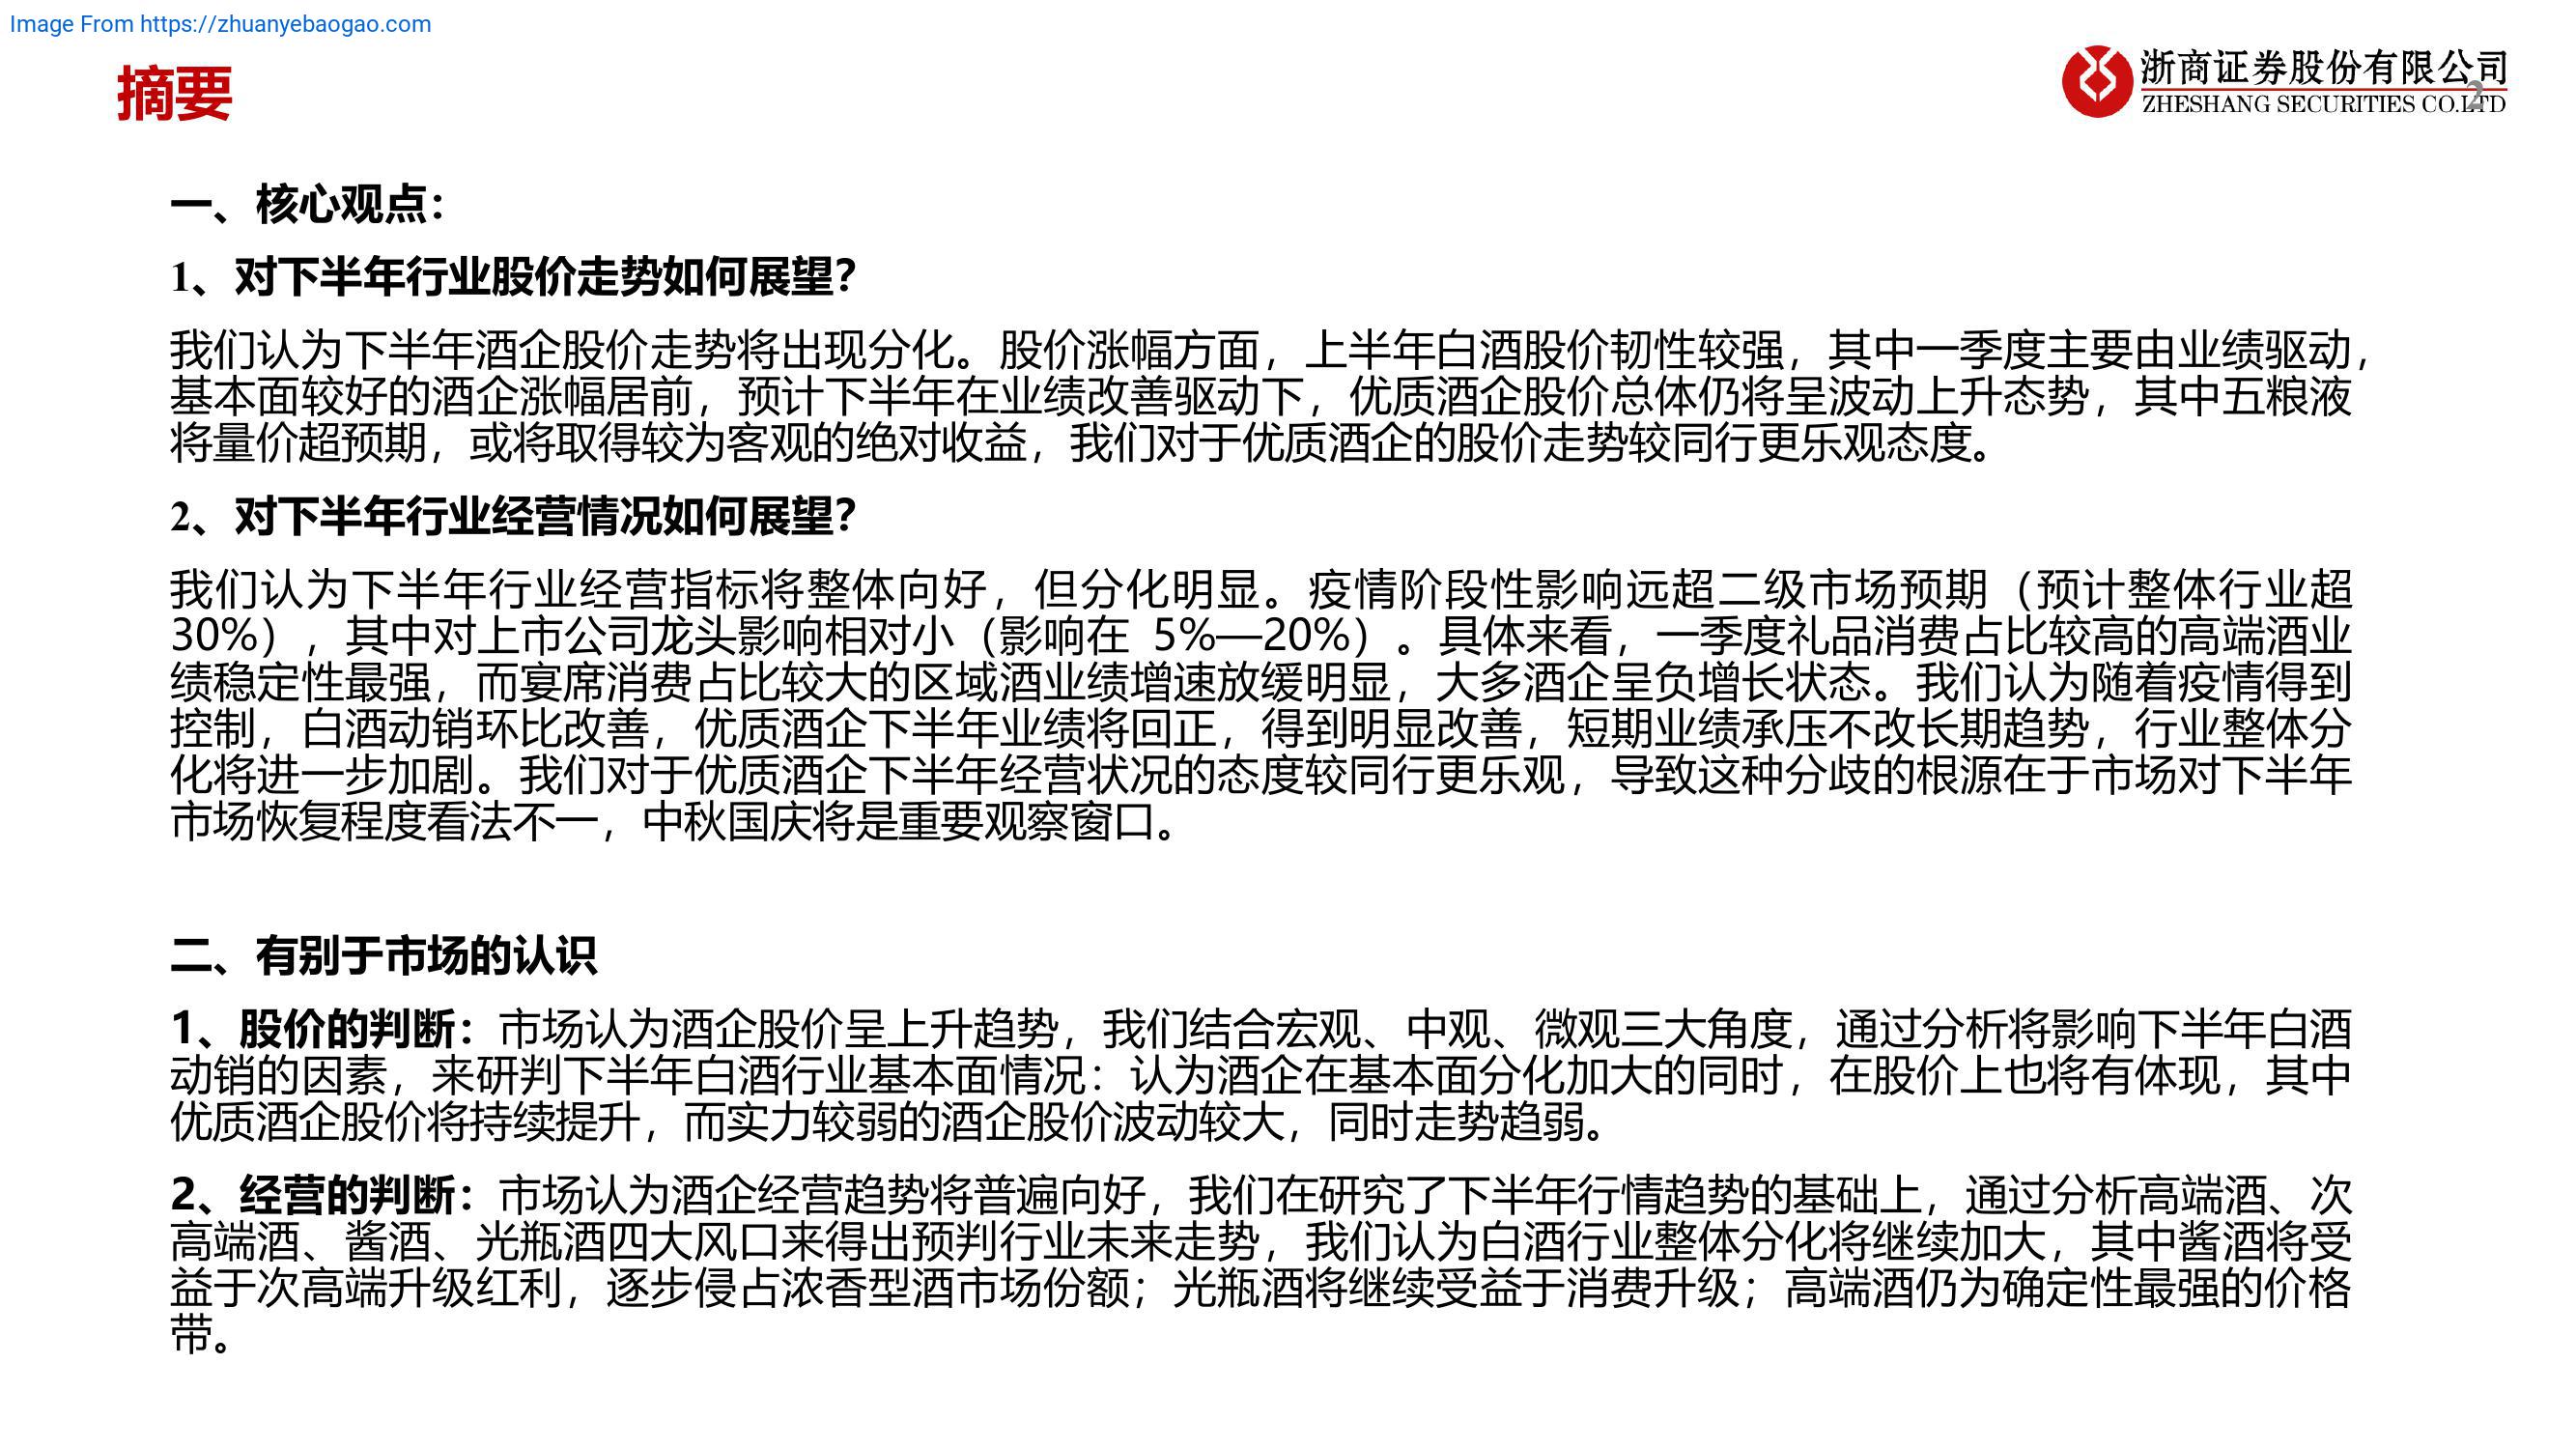 Image From https://zhuanyebaogao.com
摘要
浙商证券股份有限公司
ZHESHANG SECURITIES CO.LTD
2
一、核心观点：
1、对下半年行业股价走势如何展望？
我们认为下半年酒企股价走势将出现分化。股价涨幅方面，上半年白酒股价韧性较强，其中一季度主要由业绩驱动，
基本面较好的酒企涨幅居前，预计下半年在业绩改善驱动下，优质酒企股价总体仍将呈波动上升态势，其中五粮液
将量价超预期，或将取得较为客观的绝对收益，我们对于优质酒企的股价走势较同行更乐观态度。
2、对下半年行业经营情况如何展望？
我们认为下半年行业经营指标将整体向好，但分化明显。疫情阶段性影响远超二级市场预期（预计整体行业超
30%），其中对上市公司龙头影响相对小（影响在 5%—20%）。具体来看，一季度礼品消费占比较高的高端酒业
绩稳定性最强，而宴席消费占比较大的区域酒业绩增速放缓明显，大多酒企呈负增长状态。我们认为随着疫情得到
控制，白酒动销环比改善，优质酒企下半年业绩将回正，得到明显改善，短期业绩承压不改长期趋势，行业整体分
化将进一步加剧。我们对于优质酒企下半年经营状况的态度较同行更乐观，导致这种分歧的根源在于市场对下半年
市场恢复程度看法不一，中秋国庆将是重要观察窗口。
二、有别于市场的认识
1、股价的判断：市场认为酒企股价呈上升趋势，我们结合宏观、中观、微观三大角度，通过分析将影响下半年白酒
动销的因素，来研判下半年白酒行业基本面情况：认为酒企在基本面分化加大的同时，在股价上也将有体现，其中
优质酒企股价将持续提升，而实力较弱的酒企股价波动较大，同时走势趋弱。
2、经营的判断：市场认为酒企经营趋势将普遍向好，我们在研究了下半年行情趋势的基础上，通过分析高端酒、次
高端酒、酱酒、光瓶酒四大风口来得出预判行业未来走势，我们认为白酒行业整体分化将继续加大，其中酱酒将受
益于次高端升级红利，逐步侵占浓香型酒市场份额；光瓶酒将继续受益于消费升级；高端酒仍为确定性最强的价格
带。